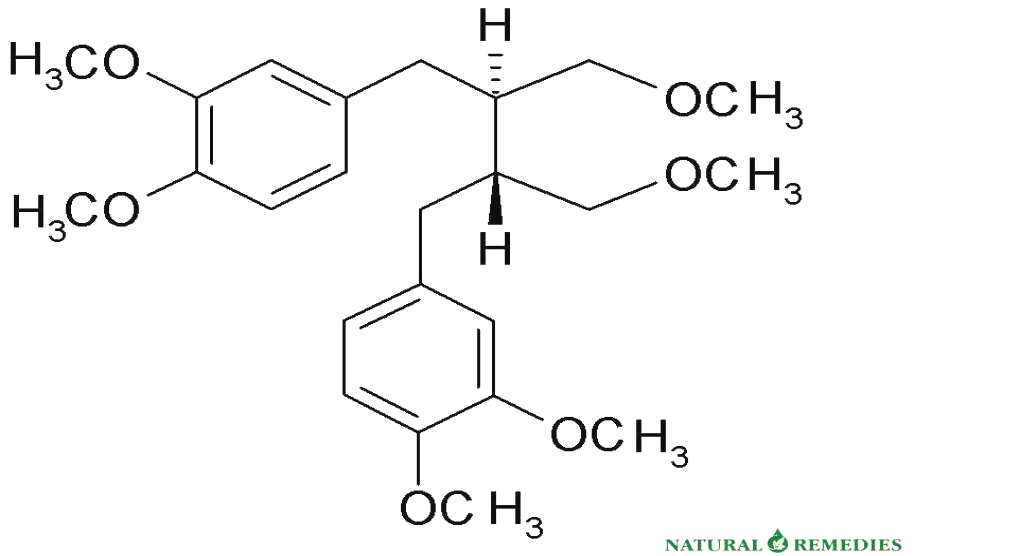 H
H3CO
OCH3
OCH3
H3CO
H
OCH3
OCH3
NATURAL REMEDIES